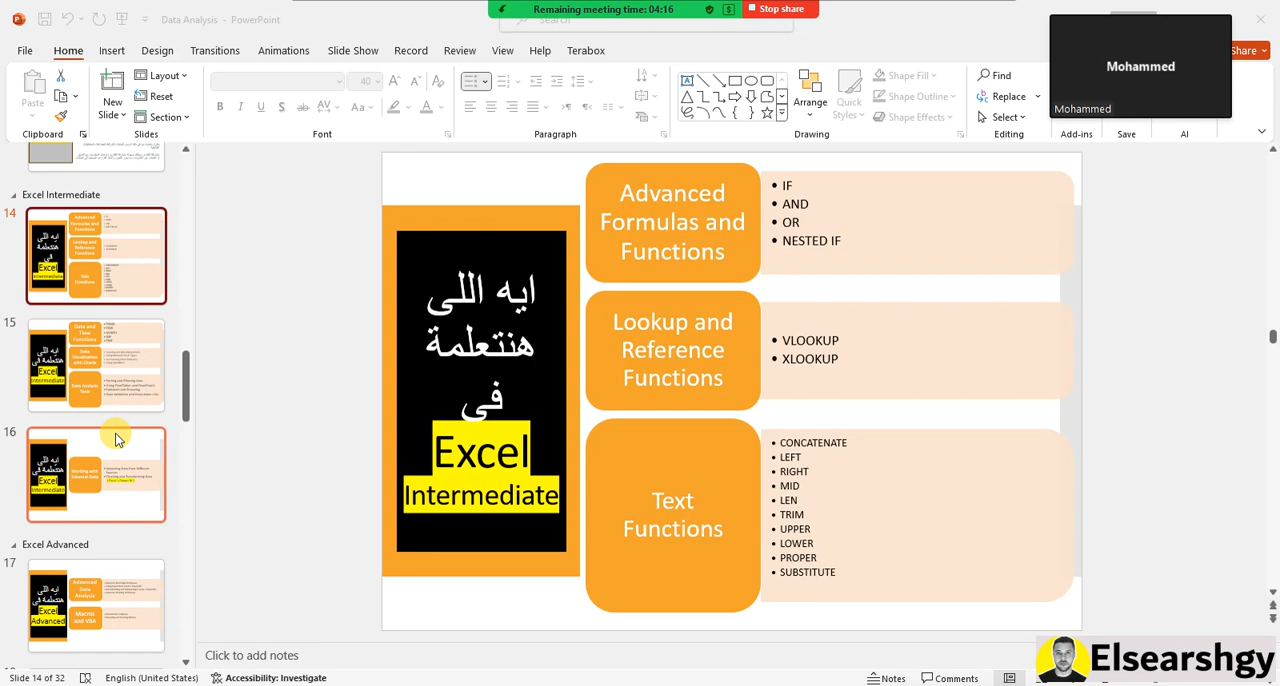 Data Analysis - PowerPoint
Remaining meeting time: 04:16
Stop share
Search
File Home Insert Design Transitions Animations Slide Show Record Review View Help Terabox
Share
Mohammed
Mohammed
Paste
New
Slide
Layout
Reset
Section
40
Arrange
Quick
Styles
Shape Fill
Shape Outline
Shape Effects
Find
Replace
Select
Clipboard Slides Font Paragraph Drawing Editing Add-ins Save AI
Excel Intermediate
14
15
16
Excel Advanced
17
ايه اللى
هنتعلمة
فى
Excel
Intermediate
Advanced
Formulas and
Functions
• IF
• AND
• OR
• NESTED IF
Lookup and
Reference
Functions
• VLOOKUP
• XLOOKUP
Text
Functions
• CONCATENATE
• LEFT
• RIGHT
• MID
• LEN
• TRIM
• UPPER
• LOWER
• PROPER
• SUBSTITUTE
Click to add notes
Elsearshgy
Slide 14 of 32 English (United States) Accessibility: Investigate Notes Comments